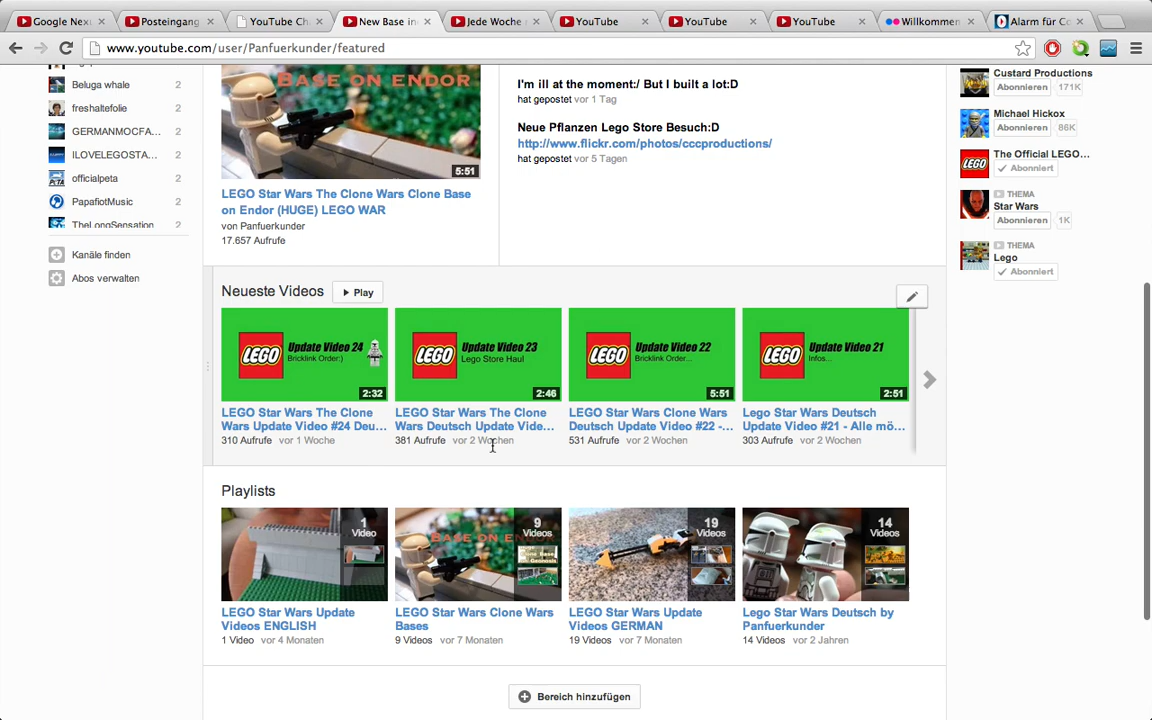 Google Nexu
Posteingang
YouTube Ch
New Base in
Jede Woche
YouTube
YouTube
YouTube
Willkommen
Alarm für Co
www.youtube.com/user/Panfuerkunder/featured
Beluga whale 2
freshaltefolie 2
GERMANMOCFA... 2
ILOVELEGOSTA... 2
officialpeta 2
PapafiotMusic 2
TheLongSensation 2
Kanäle finden
Abos verwalten
BASE ON ENDOR
5:51
LEGO Star Wars The Clone Wars Clone Base
on Endor (HUGE) LEGO WAR
von Panfuerkunder
17.657 Aufrufe
I'm ill at the moment:/ But I built a lot:D
hat gepostet vor 1 Tag
Neue Pflanzen Lego Store Besuch:D
http://www.flickr.com/photos/cccproductions/
hat gepostet vor 5 Tagen
Custard Productions
Abonnieren 171K
Michael Hickox
Abonnieren 86K
The Official LEGO...
Abonniert
THEMA
Star Wars
Abonnieren 1K
THEMA
Lego
Abonniert
Neueste Videos Play
LEGO Update Video 24
Bricklink Order:)
2:32
LEGO Star Wars The Clone
Wars Update Video #24 Deu...
310 Aufrufe vor 1 Woche
LEGO Update Video 23
Lego Store Haul
2:46
LEGO Star Wars The Clone
Wars Deutsch Update Vide...
381 Aufrufe vor 2 Wochen
LEGO Update Video 22
Bricklink Order...
5:51
LEGO Star Wars Clone Wars
Deutsch Update Video #22 -...
531 Aufrufe vor 2 Wochen
LEGO Update Video 21
Infos...
2:51
Lego Star Wars Deutsch
Update Video #21 - Alle mö...
303 Aufrufe vor 2 Wochen
Playlists
1
Video
LEGO Star Wars Update
Videos ENGLISH
1 Video vor 4 Monaten
9
Videos
LEGO Star Wars Clone Wars
Bases
9 Videos vor 7 Monaten
19
Videos
LEGO Star Wars Update
Videos GERMAN
19 Videos vor 7 Monaten
14
Videos
Lego Star Wars Deutsch by
Panfuerkunder
14 Videos vor 2 Jahren
Bereich hinzufügen